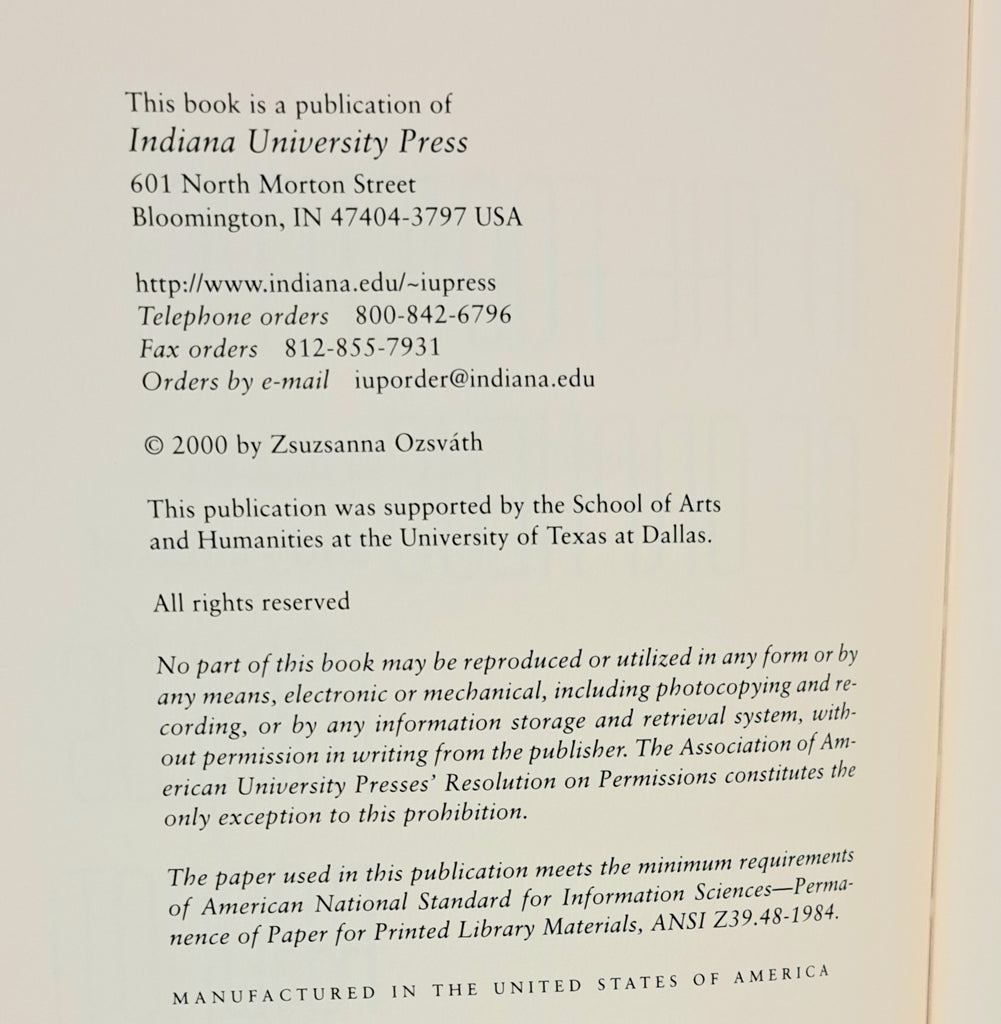 This book is a publication of
Indiana University Press
601 North Morton Street
Bloomington, IN 47404-3797 USA
http://www.indiana.edu/~iupress
Telephone orders 800-842-6796
Fax orders 812-855-7931
Orders by e-mail iuporder@indiana.edu
© 2000 by Zsuzsanna Ozsváth
This publication was supported by the School of Arts
and Humanities at the University of Texas at Dallas.
All rights reserved
No part of this book may be reproduced or utilized in any form or by
any means, electronic or mechanical, including photocopying and re-
cording, or by any information storage and retrieval system, with-
out permission in writing from the publisher. The Association of Am-
erican University Presses' Resolution on Permissions constitutes the
only exception to this prohibition.
The paper used in this publication meets the minimum requirements
of American National Standard for Information Sciences—Perma-
nence of Paper for Printed Library Materials, ANSI Z39.48-1984.
MANUFACTURED IN THE UNITED STATES OF AMERICA